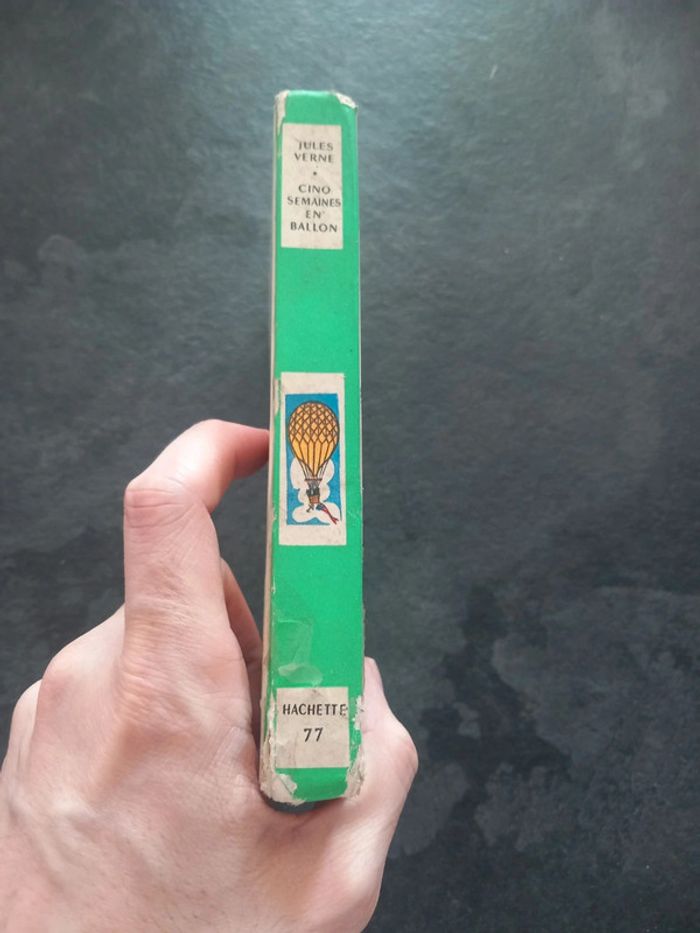 JULES
VERNE
•
CINQ
SEMAINES
EN
BALLON
HACHETTE
77